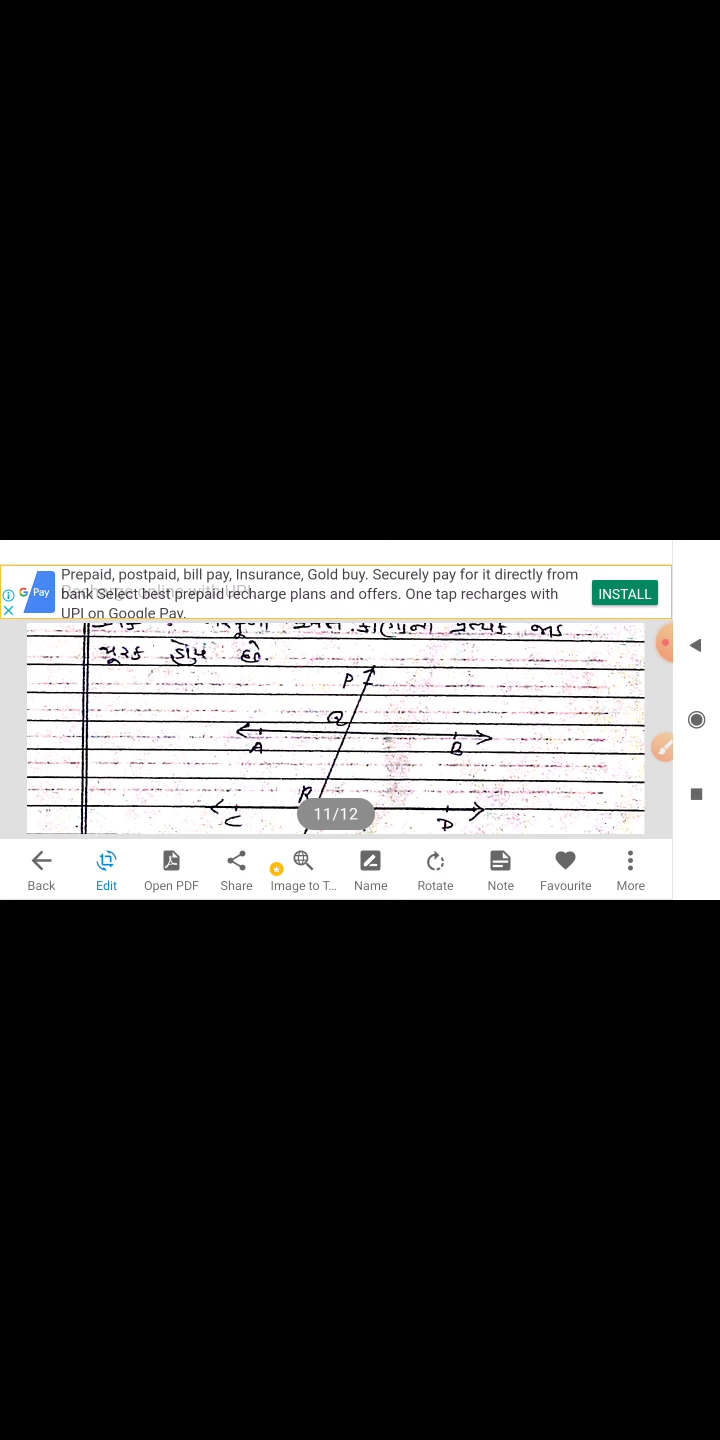 Prepaid, postpaid, bill pay, Insurance, Gold buy. Securely pay for it directly from
G Pay bank Select best prepaid recharge plans and offers. One tap recharges with
UPI on Google Pay.
INSTALL
પૂરક હોય છે.
P
Q
A B
R
C D
11/12
Back Edit Open PDF Share Image to T... Name Rotate Note Favourite More